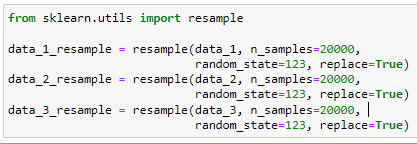 from sklearn.utils import resample
data_1_resample = resample(data_1, n_samples=20000,
random_state=123, replace=True)
data_2_resample = resample(data_2, n_samples=20000,
random_state=123, replace=True)
data_3_resample = resample(data_3, n_samples=20000,
random_state=123, replace=True)